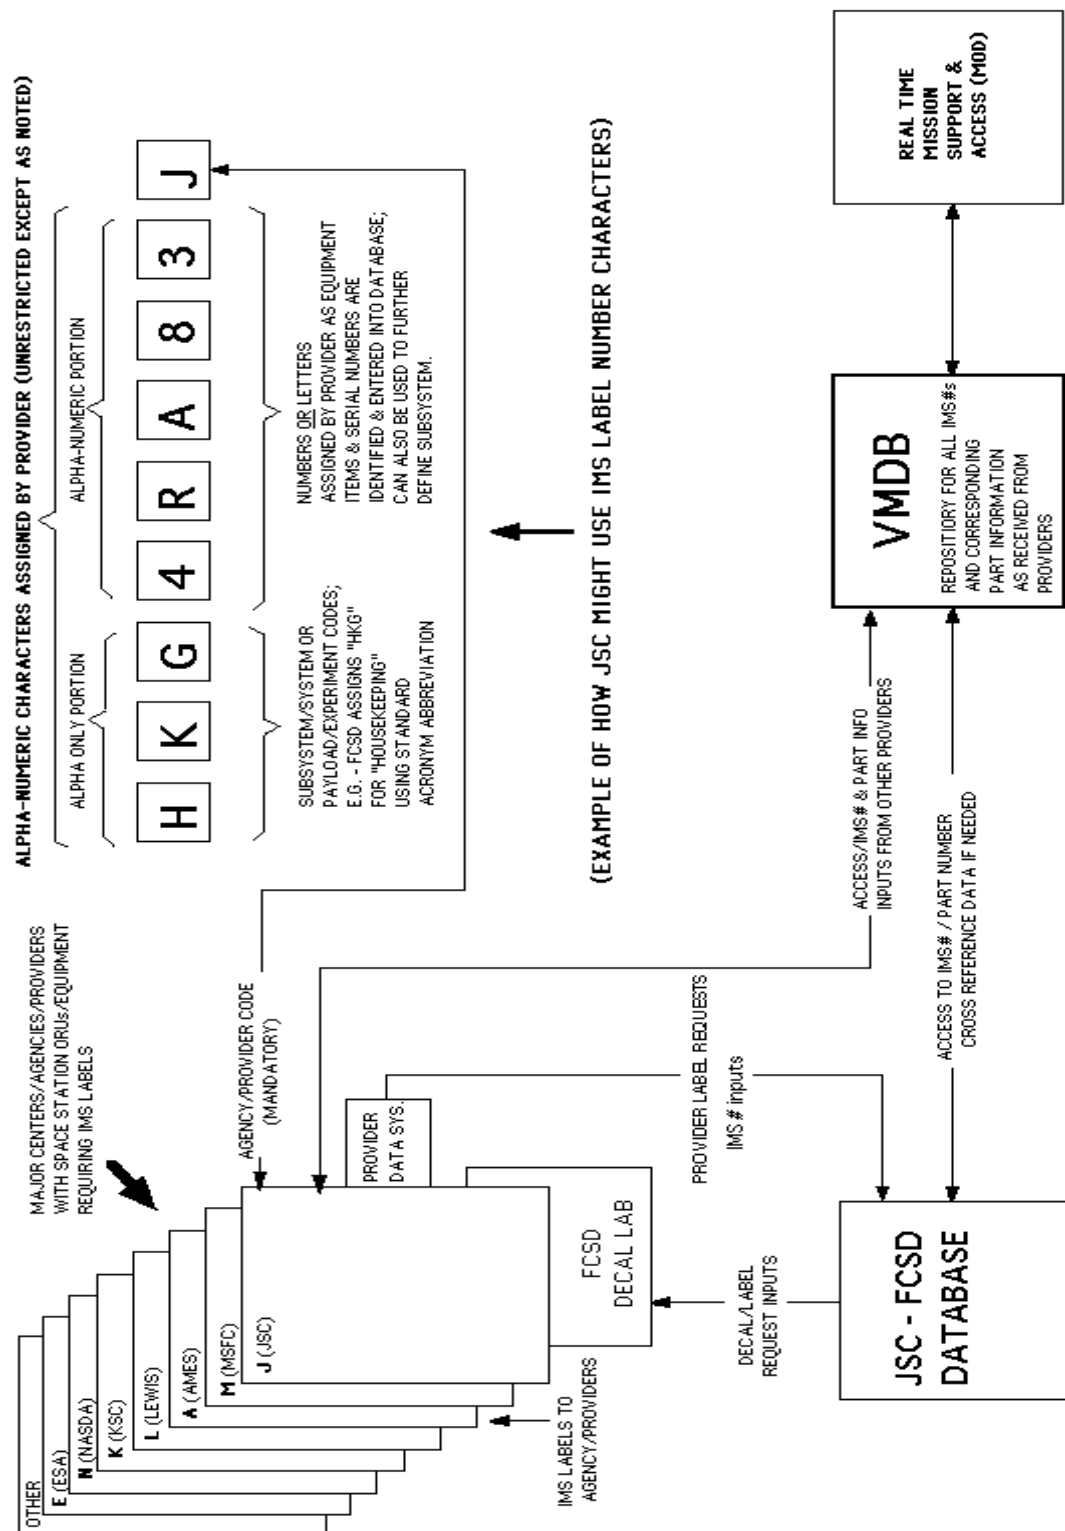 ALPHA-NUMERIC CHARACTERS ASSIGNED BY PROVIDER (UNRESTRICTED EXCEPT AS NOTED)
ALPHA ONLY PORTION
ALPHA-NUMERIC PORTION
H K G 4 R A 8 3 J
SUBSYSTEM/SYSTEM OR
PAYLOAD/EXPERIMENT CODES;
E.G. - FCSD ASSIGNS "HKG"
FOR "HOUSEKEEPING"
USING STANDARD
ACRONYM ABBREVIATION
NUMBERS OR LETTERS
ASSIGNED BY PROVIDER AS EQUIPMENT
ITEMS & SERIAL NUMBERS ARE
IDENTIFIED & ENTERED INTO DATABASE;
CAN ALSO BE USED TO FURTHER
DEFINE SUBSYSTEM.
(EXAMPLE OF HOW JSC MIGHT USE IMS LABEL NUMBER CHARACTERS)
MAJOR CENTERS/AGENCIES/PROVIDERS
WITH SPACE STATION ORUs/EQUIPMENT
REQUIRING IMS LABELS
AGENCY/PROVIDER CODE
(MANDATORY)
OTHER
E (ESA)
N (NASDA)
K (KSC)
L (LEWIS)
A (AMES)
M (MSFC)
J (JSC)
PROVIDER
DATA SYS.
FCSD
DECAL LAB
IMS LABELS TO
AGENCY/PROVIDERS
DECAL/LABEL
REQUEST INPUTS
PROVIDER LABEL REQUESTS
IMS # inputs
JSC - FCSD
DATABASE
ACCESS/IMS# & PART INFO
INPUTS FROM OTHER PROVIDERS
ACCESS TO IMS# / PART NUMBER
CROSS REFERENCE DATA IF NEEDED
VMDB
REPOSITIORY FOR ALL IMS#s
AND CORRESPONDING
PART INFORMATION
AS RECEIVED FROM
PROVIDERS
REAL TIME
MISSION
SUPPORT &
ACCESS (MOD)